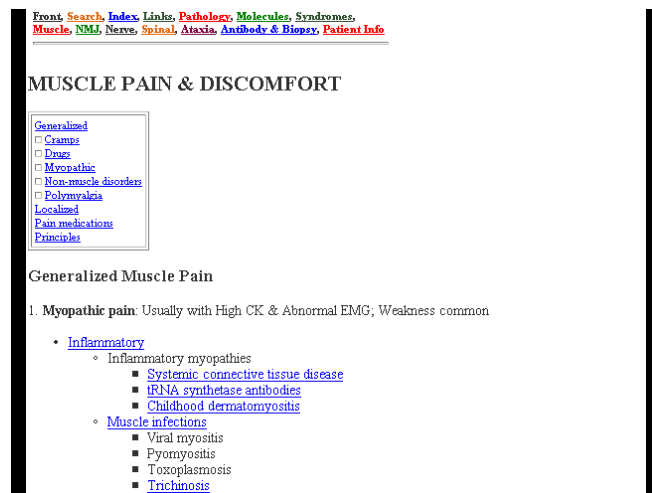 Front, Search, Index, Links, Pathology, Molecules, Syndromes,
Muscle, NMJ, Nerve, Spinal, Ataxia, Antibody & Biopsy, Patient Info
MUSCLE PAIN & DISCOMFORT
Generalized
Cramps
Drugs
Myopathic
Non-muscle disorders
Polymyalgia
Localized
Pain medications
Principles
Generalized Muscle Pain
1. Myopathic pain: Usually with High CK & Abnormal EMG; Weakness common
Inflammatory
Inflammatory myopathies
Systemic connective tissue disease
tRNA synthetase antibodies
Childhood dermatomyositis
Muscle infections
Viral myositis
Pyomyositis
Toxoplasmosis
Trichinosis